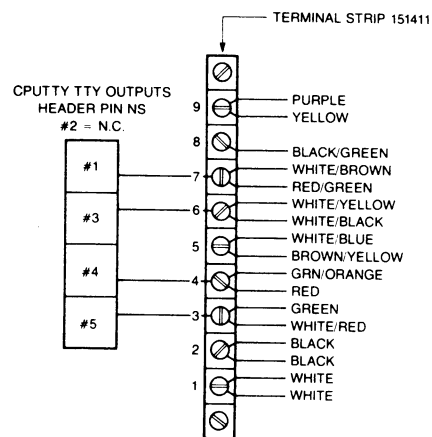 TERMINAL STRIP 151411
CPUTTY TTY OUTPUTS
HEADER PIN NS
#2 = N.C.
#1
#3
#4
#5
9
PURPLE
YELLOW
8
BLACK/GREEN
7
WHITE/BROWN
RED/GREEN
6
WHITE/YELLOW
WHITE/BLACK
5
WHITE/BLUE
BROWN/YELLOW
4
GRN/ORANGE
RED
3
GREEN
WHITE/RED
2
BLACK
BLACK
1
WHITE
WHITE